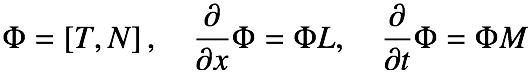 Φ = [T, N], ∂/∂x Φ = ΦL, ∂/∂t Φ = ΦM